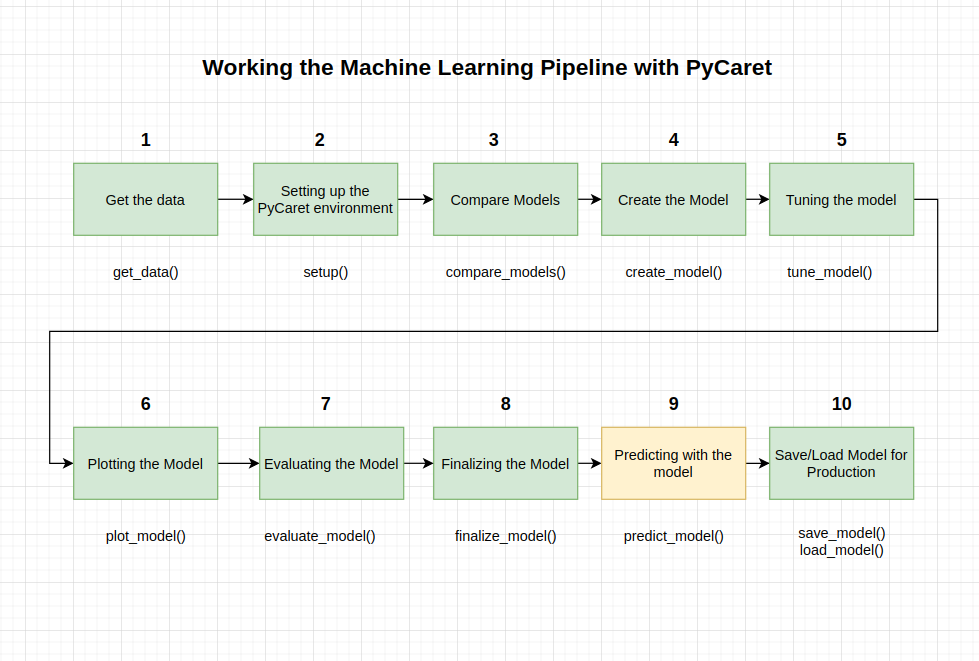 Working the Machine Learning Pipeline with PyCaret
1
2
3
4
5
Get the data
Setting up the
PyCaret environment
Compare Models
Create the Model
Tuning the model
get_data()
setup()
compare_models()
create_model()
tune_model()
6
7
8
9
10
Plotting the Model
Evaluating the Model
Finalizing the Model
Predicting with the
model
Save/Load Model for
Production
plot_model()
evaluate_model()
finalize_model()
predict_model()
save_model()
load_model()